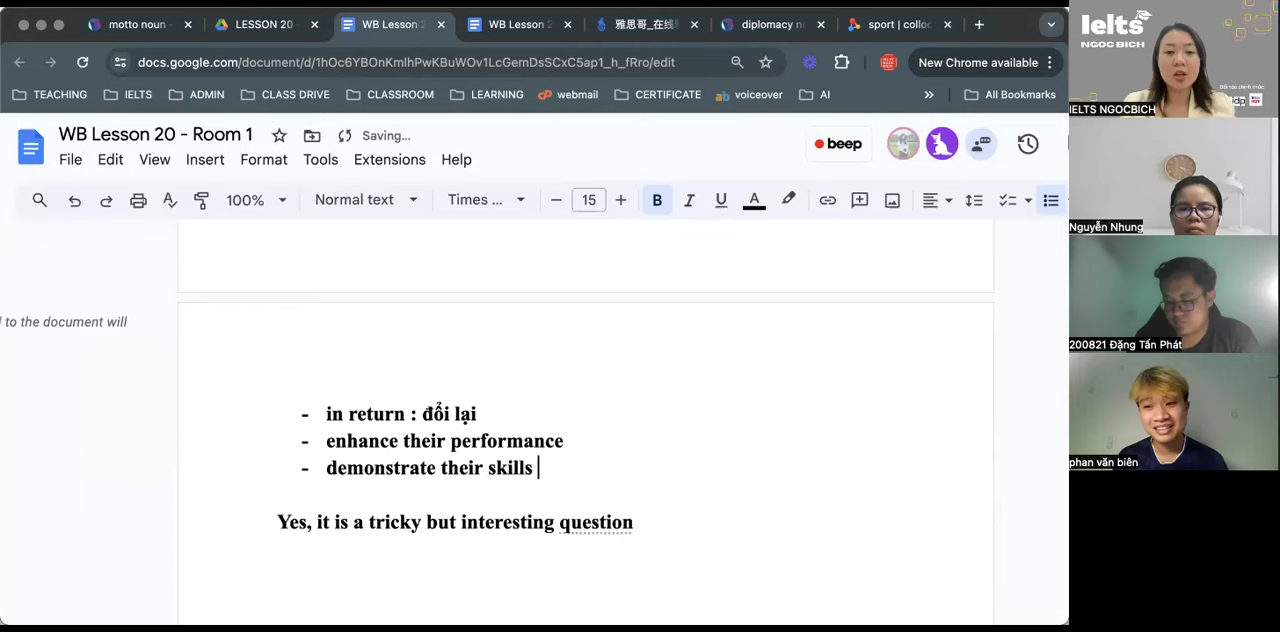 motto noun
LESSON 20
WB Lesson 2
WB Lesson 2
雅思哥_在线
diplomacy n
sport | colloc
docs.google.com/document/d/1hOc6YBOnKmlhPwKBuWOv1LcGemDsSCxC5ap1_h_fRro/edit
New Chrome available
TEACHING
IELTS
ADMIN
CLASS DRIVE
CLASSROOM
LEARNING
webmail
CERTIFICATE
voiceover
AI
»
All Bookmarks
WB Lesson 20 - Room 1
Saving...
beep
File Edit View Insert Format Tools Extensions Help
100% Normal text Times ... 15 B I U A
d to the document will
- in return : đổi lại
- enhance their performance
- demonstrate their skills
Yes, it is a tricky but interesting question
Ielts
NGOC BICH
idp
IELTS NGOCBICH
Nguyễn Nhung
200821 Đặng Tấn Phát
phan văn biên